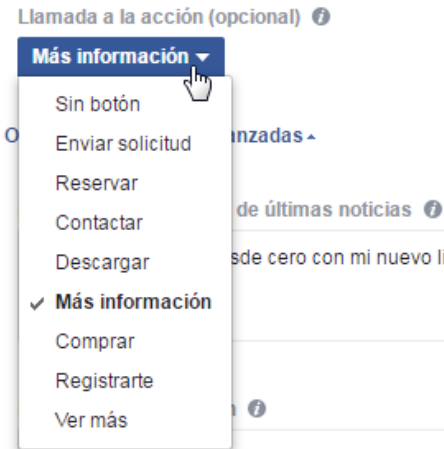 Llamada a la acción (opcional)
Más información
Sin botón
Enviar solicitud
anzadas
Reservar
de últimas noticias
Contactar
sde cero con mi nuevo
Descargar
Más información
Comprar
Registrarte
Ver más